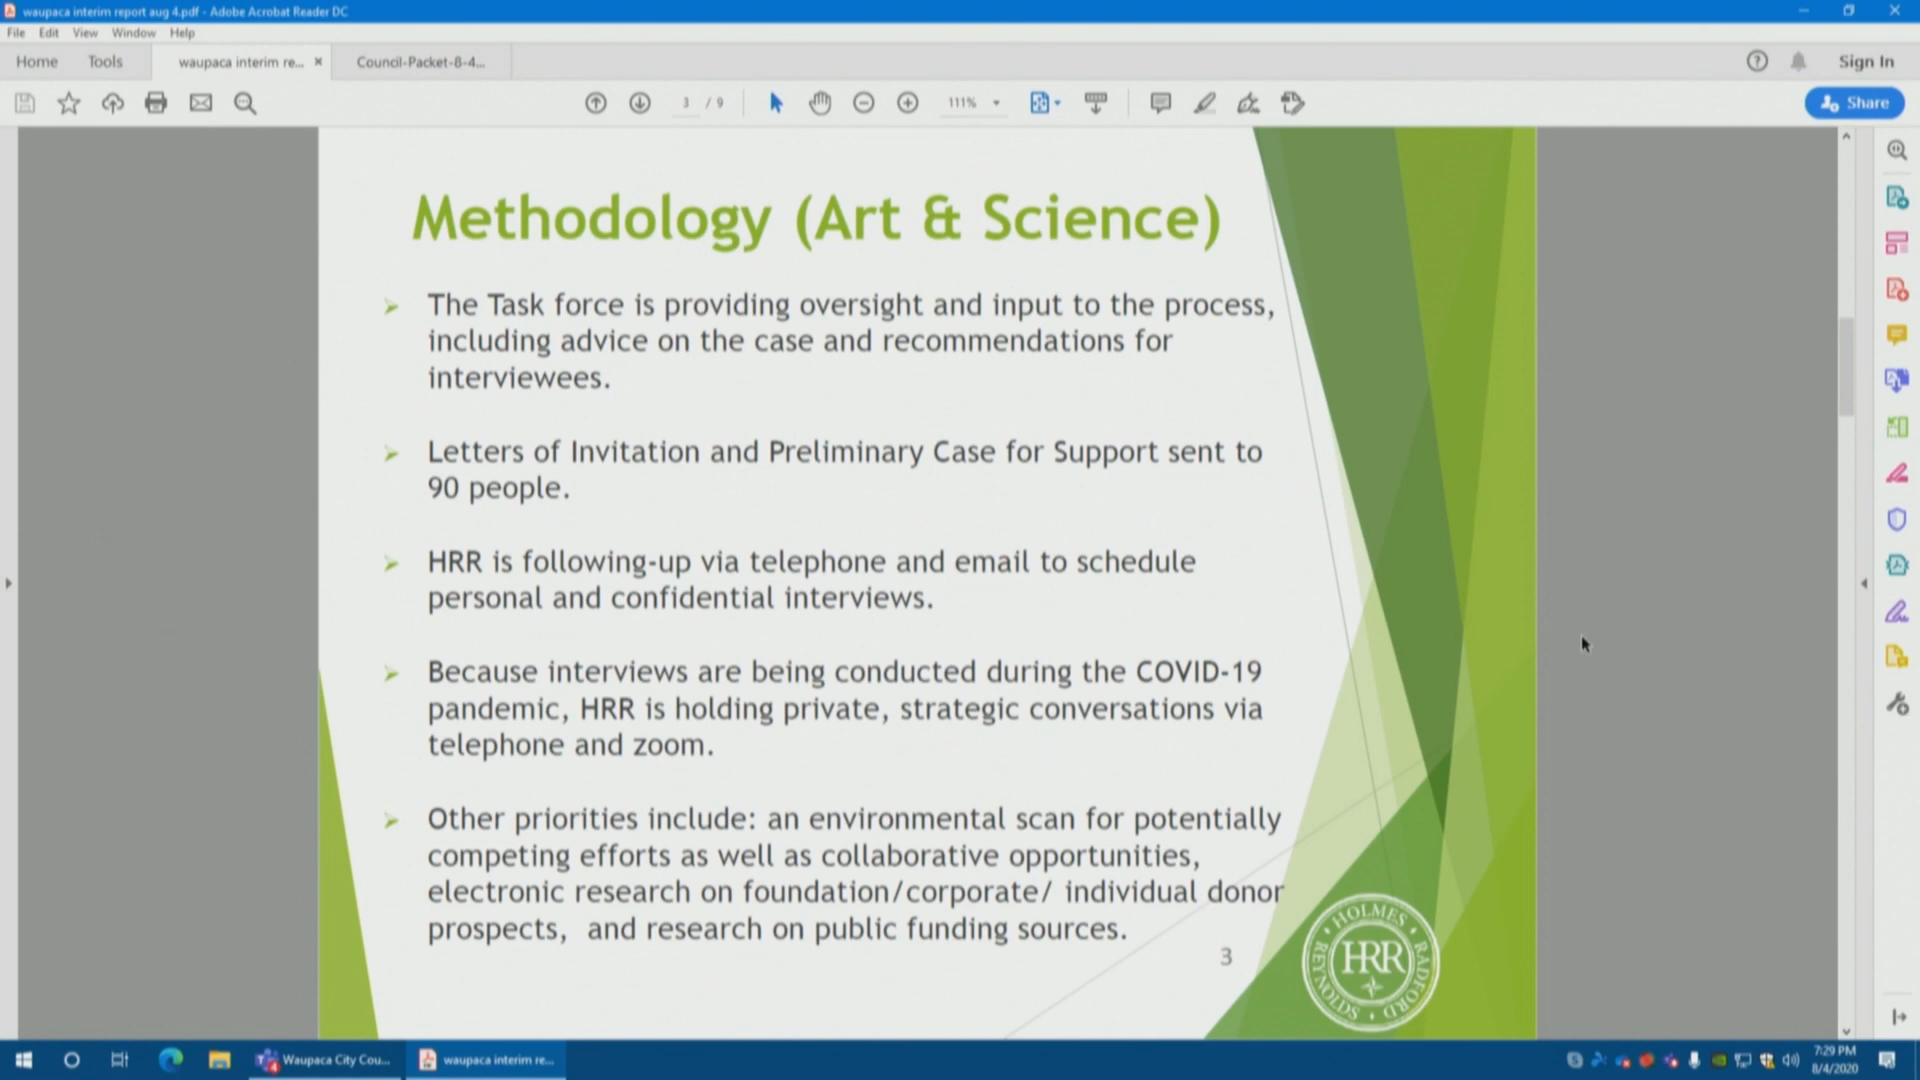 waupaca interim report aug 4.pdf - Adobe Acrobat Reader DC
File Edit View Window Help
Home Tools waupaca interim re... × Council-Packet-8-4... Sign In
3 / 9 111% Share
Methodology (Art & Science)
The Task force is providing oversight and input to the process,
including advice on the case and recommendations for
interviewees.
Letters of Invitation and Preliminary Case for Support sent to
90 people.
HRR is following-up via telephone and email to schedule
personal and confidential interviews.
Because interviews are being conducted during the COVID-19
pandemic, HRR is holding private, strategic conversations via
telephone and zoom.
Other priorities include: an environmental scan for potentially
competing efforts as well as collaborative opportunities,
electronic research on foundation/corporate/ individual donor
prospects, and research on public funding sources.
3
HOLMES • RADFORD • REYNOLDS
HRR
Waupaca City Cou... waupaca interim re... 7:29 PM
8/4/2020